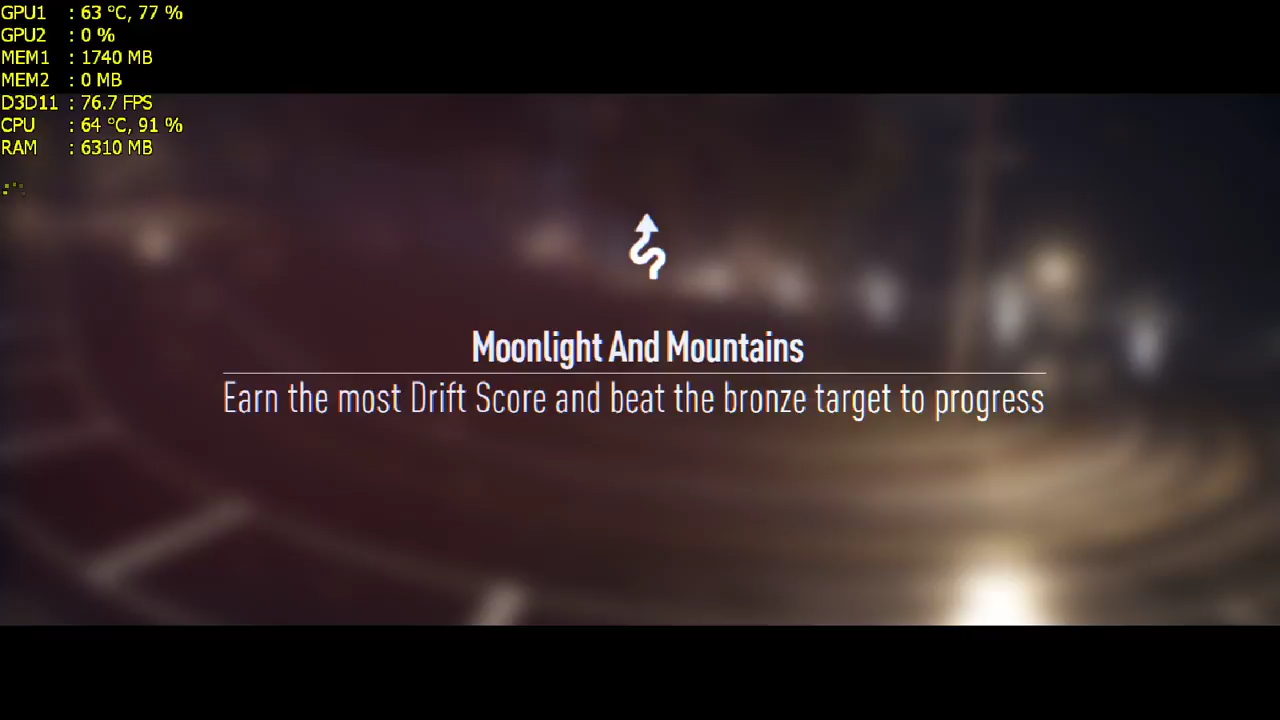 GPU1 : 63 °C, 77 %
GPU2 : 0 %
MEM1 : 1740 MB
MEM2 : 0 MB
D3D11 : 76.7 FPS
CPU : 64 °C, 91 %
RAM : 6310 MB
Moonlight And Mountains
Earn the most Drift Score and beat the bronze target to progress